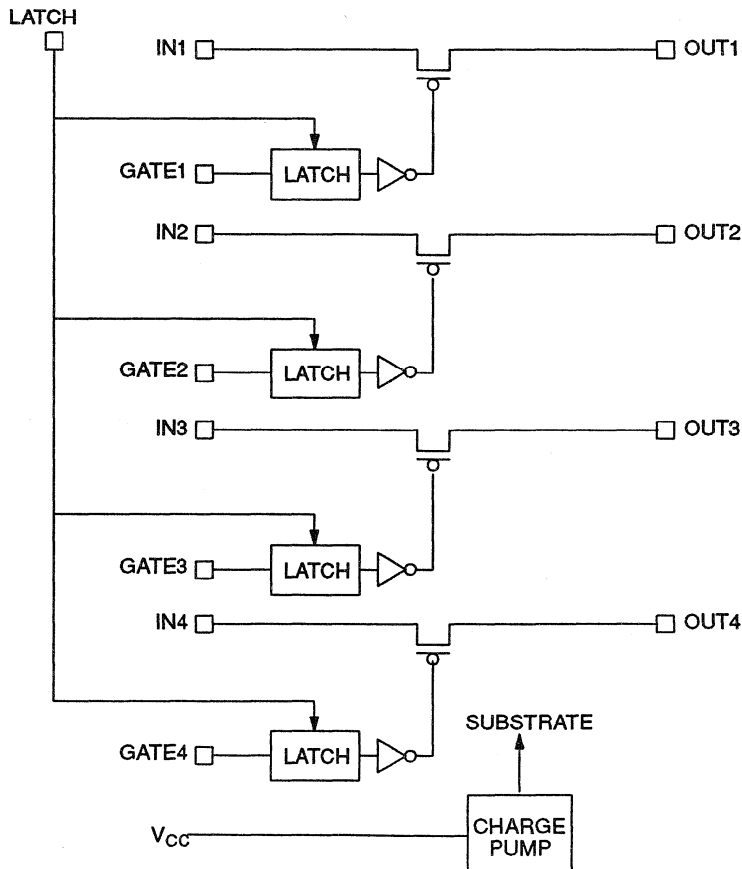 LATCH
IN1
OUT1
GATE1
LATCH
IN2
OUT2
GATE2
LATCH
IN3
OUT3
GATE3
LATCH
IN4
OUT4
GATE4
LATCH
SUBSTRATE
VCC
CHARGE
PUMP